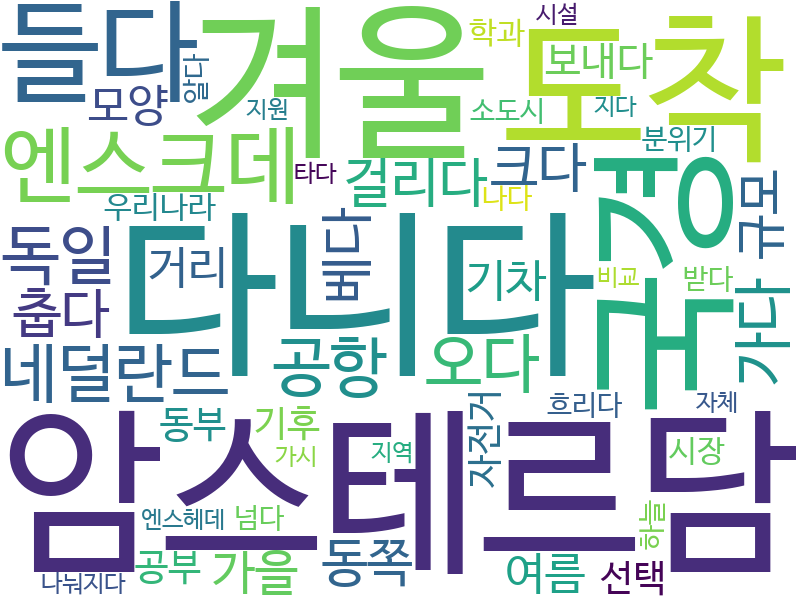 들다
겨울
도착
학과
시설
보내다
모양
알다
지원
소도시
지다
분위기
엔스크데
타다
걸리다
크다
나다
국경
규모
우리나라
다니다
베다
독일
거리
기차
비교
받다
춥다
가다
네덜란드
공항
오다
암스테르담
동부
기후
자전거
흐리다
자체
가시
지역
시장
엔스헤데
넘다
하늘
공부
가을
동쪽
여름
선택
나눠지다